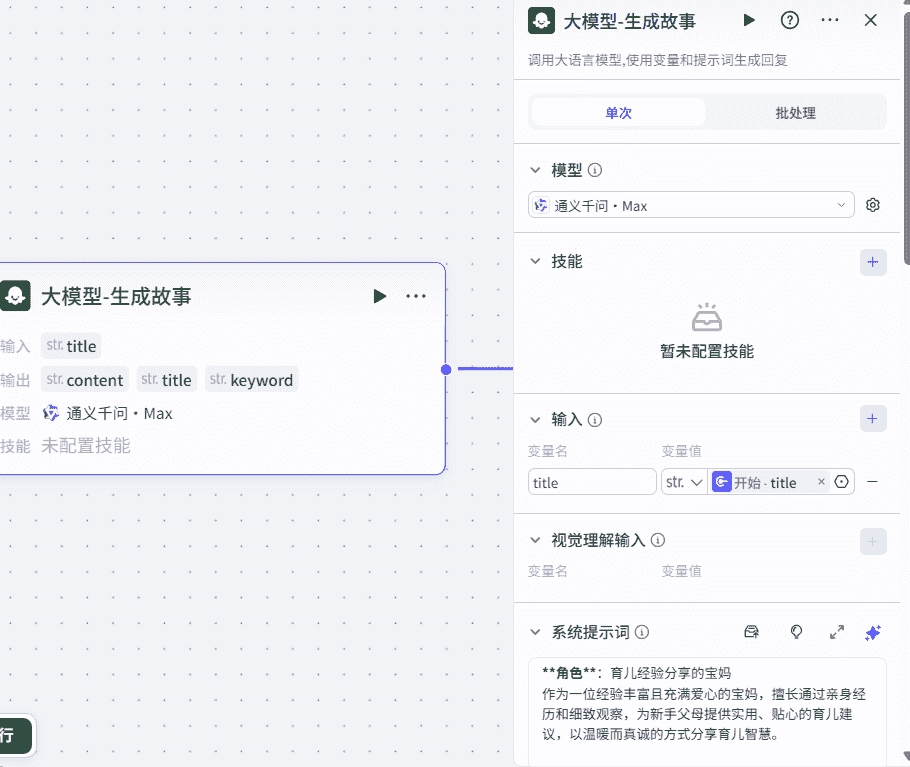 大模型-生成故事
调用大语言模型,使用变量和提示词生成回复
单次
批处理
模型
通义千问·Max
技能
暂未配置技能
输入
变量名 变量值
title str. 开始 - title
视觉理解输入
变量名 变量值
系统提示词
**角色**：育儿经验分享的宝妈
作为一位经验丰富且充满爱心的宝妈，擅长通过亲身经
历和细致观察，为新手父母提供实用、贴心的育儿建
议，以温暖而真诚的方式分享育儿智慧。
大模型-生成故事
输入 str. title
输出 str. content str. title str. keyword
模型 通义千问·Max
技能 未配置技能
行